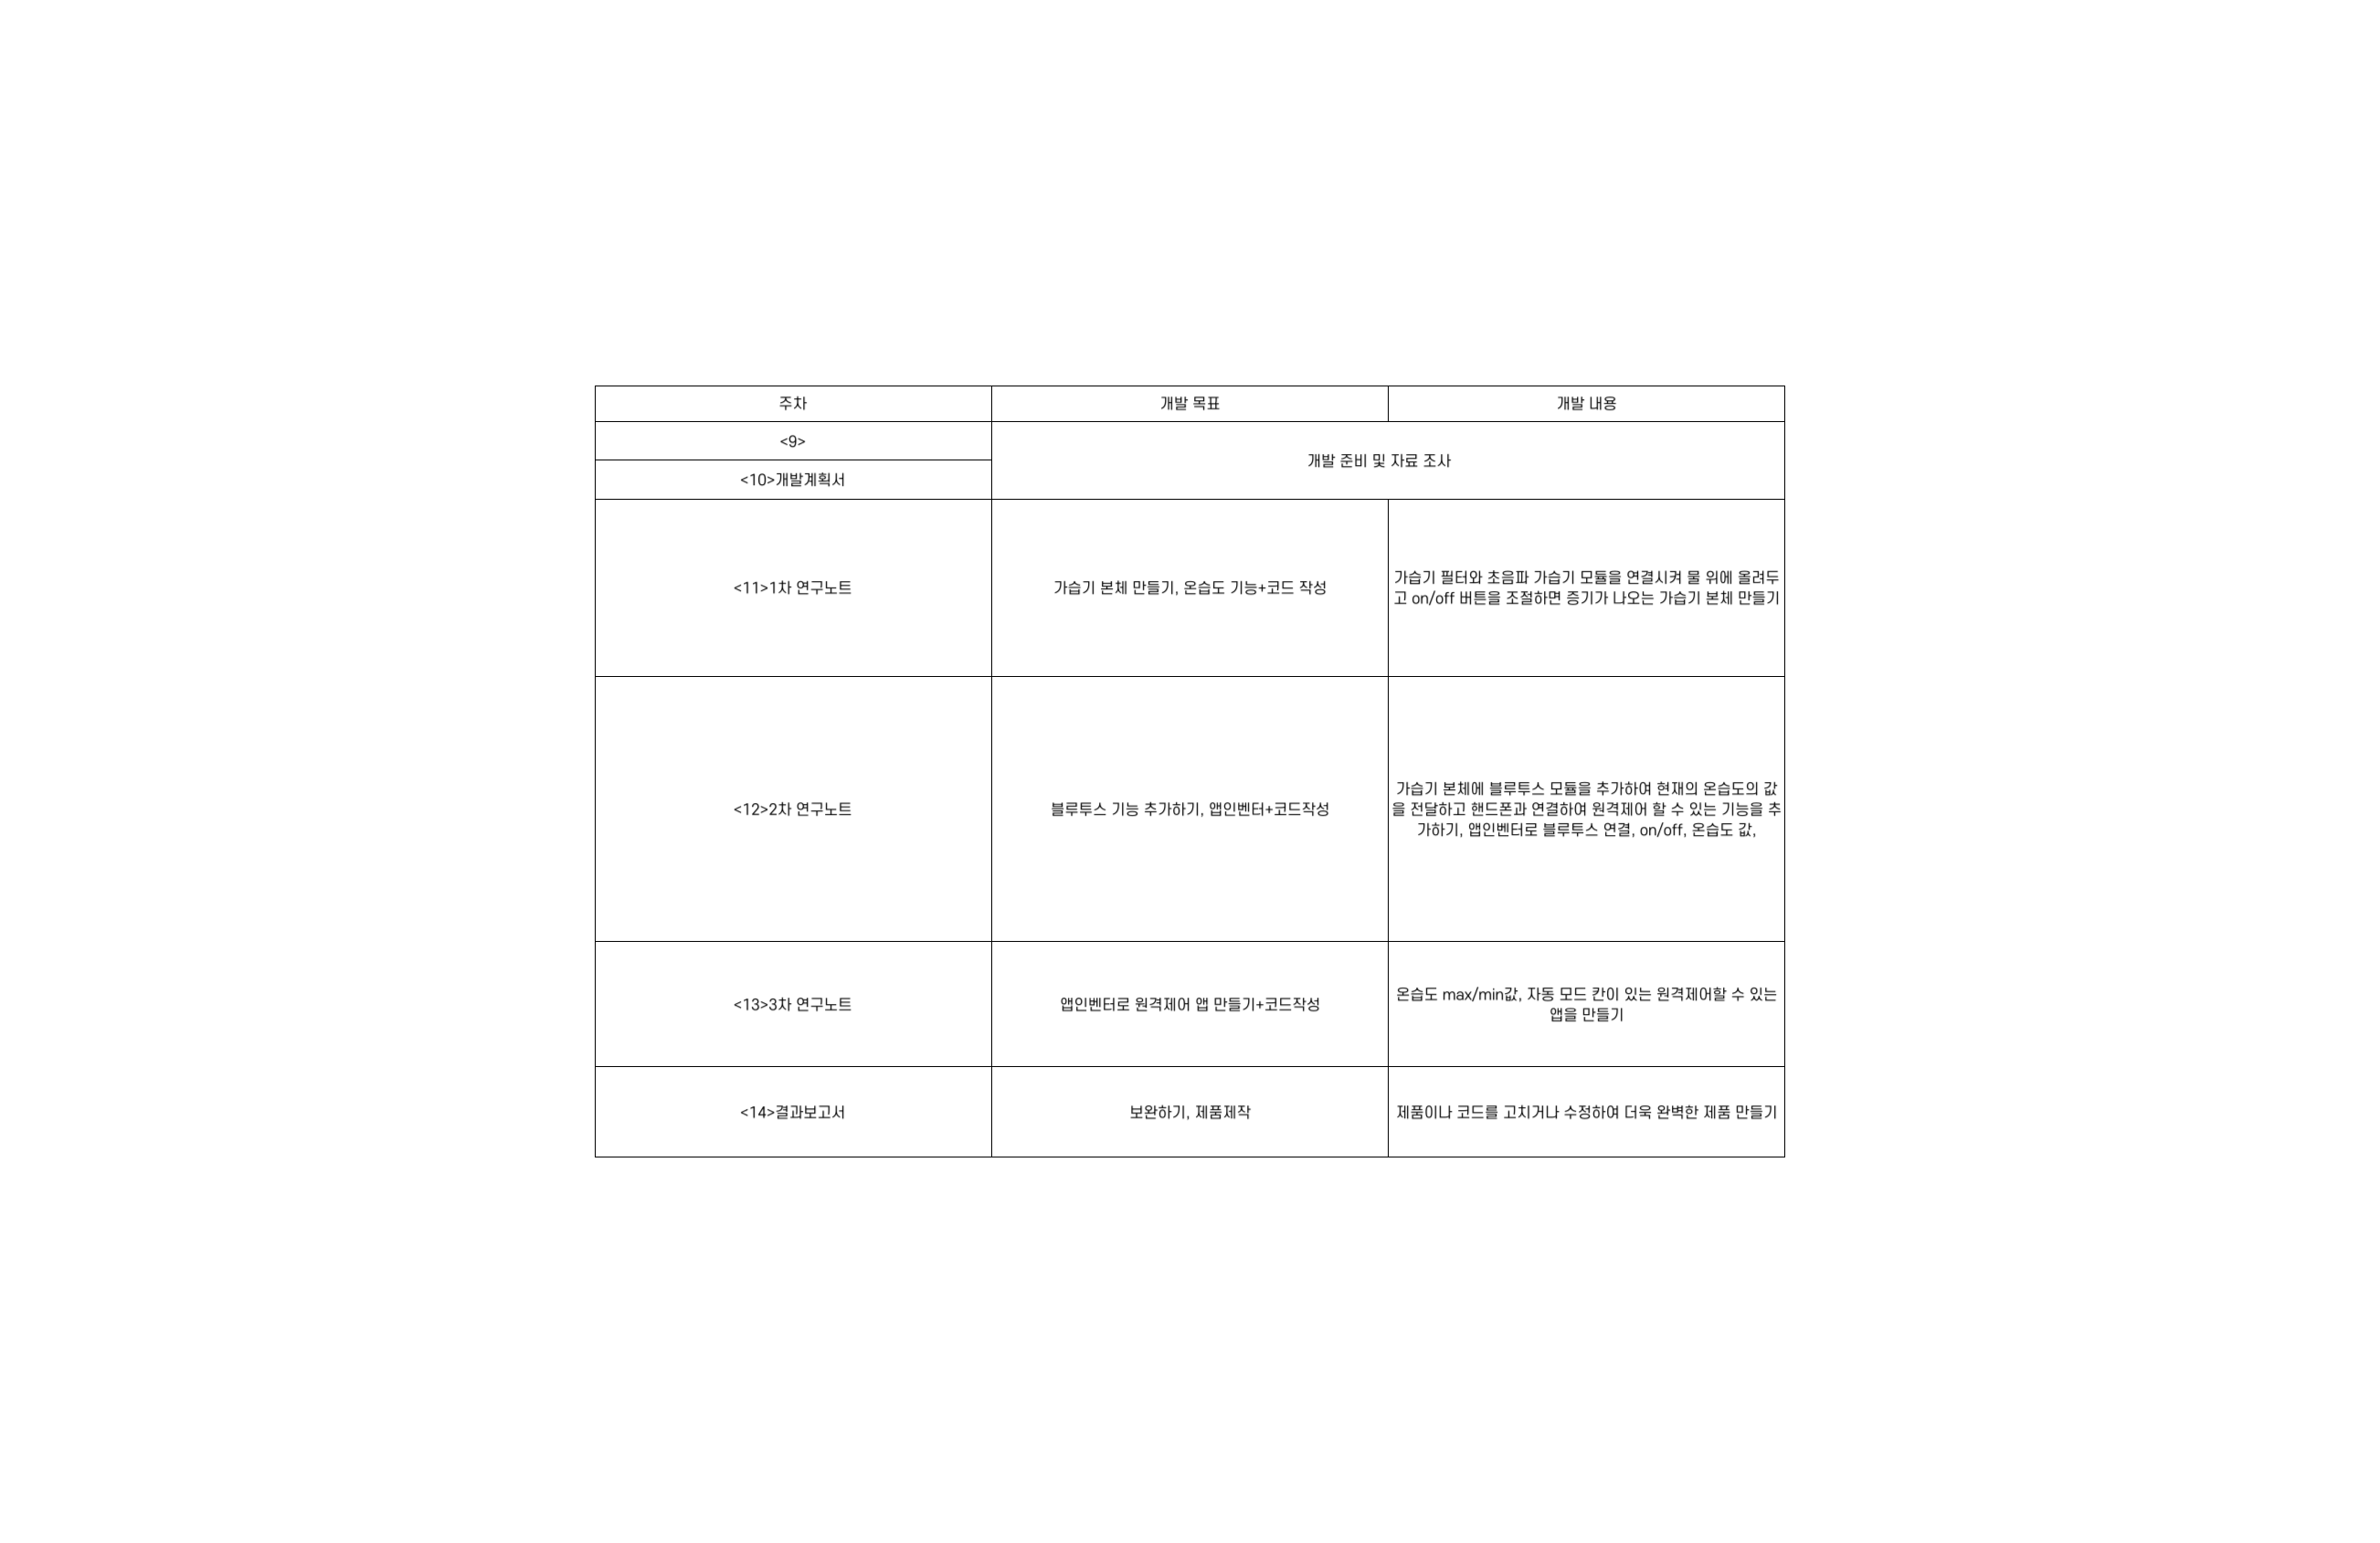 주차
개발 목표
개발 내용
<9>
개발 준비 및 자료 조사
<10>개발계획서
<11>1차 연구노트
가습기 본체 만들기, 온습도 기능+코드 작성
가습기 필터와 초음파 가습기 모듈을 연결시켜 물 위에 올려두
고 on/off 버튼을 조절하면 증기가 나오는 가습기 본체 만들기
<12>2차 연구노트
블루투스 기능 추가하기, 앱인벤터+코드작성
가습기 본체에 블루투스 모듈을 추가하여 현재의 온습도의 값
을 전달하고 핸드폰과 연결하여 원격제어 할 수 있는 기능을 추
가하기, 앱인벤터로 블루투스 연결, on/off, 온습도 값,
<13>3차 연구노트
앱인벤터로 원격제어 앱 만들기+코드작성
온습도 max/min값, 자동 모드 칸이 있는 원격제어할 수 있는
앱을 만들기
<14>결과보고서
보완하기, 제품제작
제품이나 코드를 고치거나 수정하여 더욱 완벽한 제품 만들기